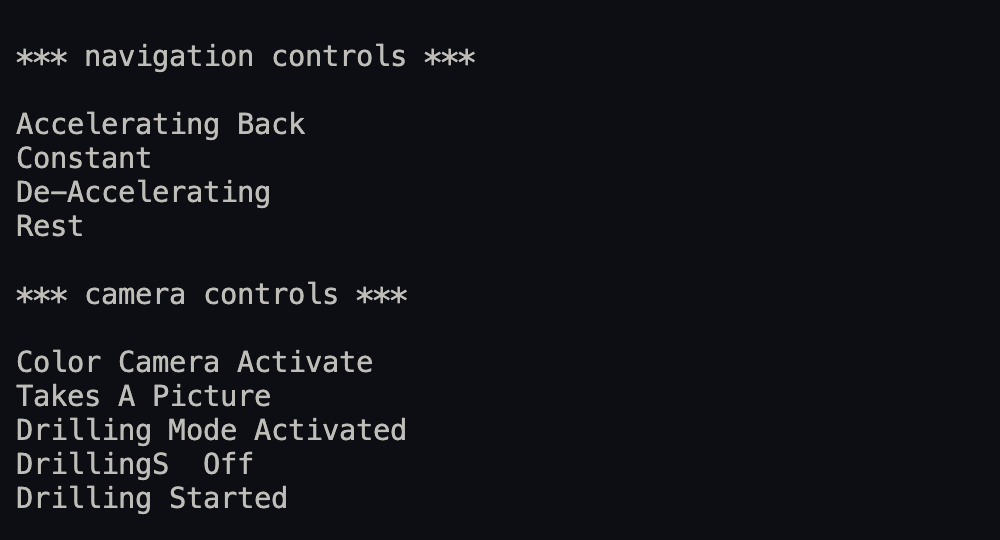 *** navigation controls ***
Accelerating Back
Constant
De-Accelerating
Rest
*** camera controls ***
Color Camera Activate
Takes A Picture
Drilling Mode Activated
DrillingS  Off
Drilling Started